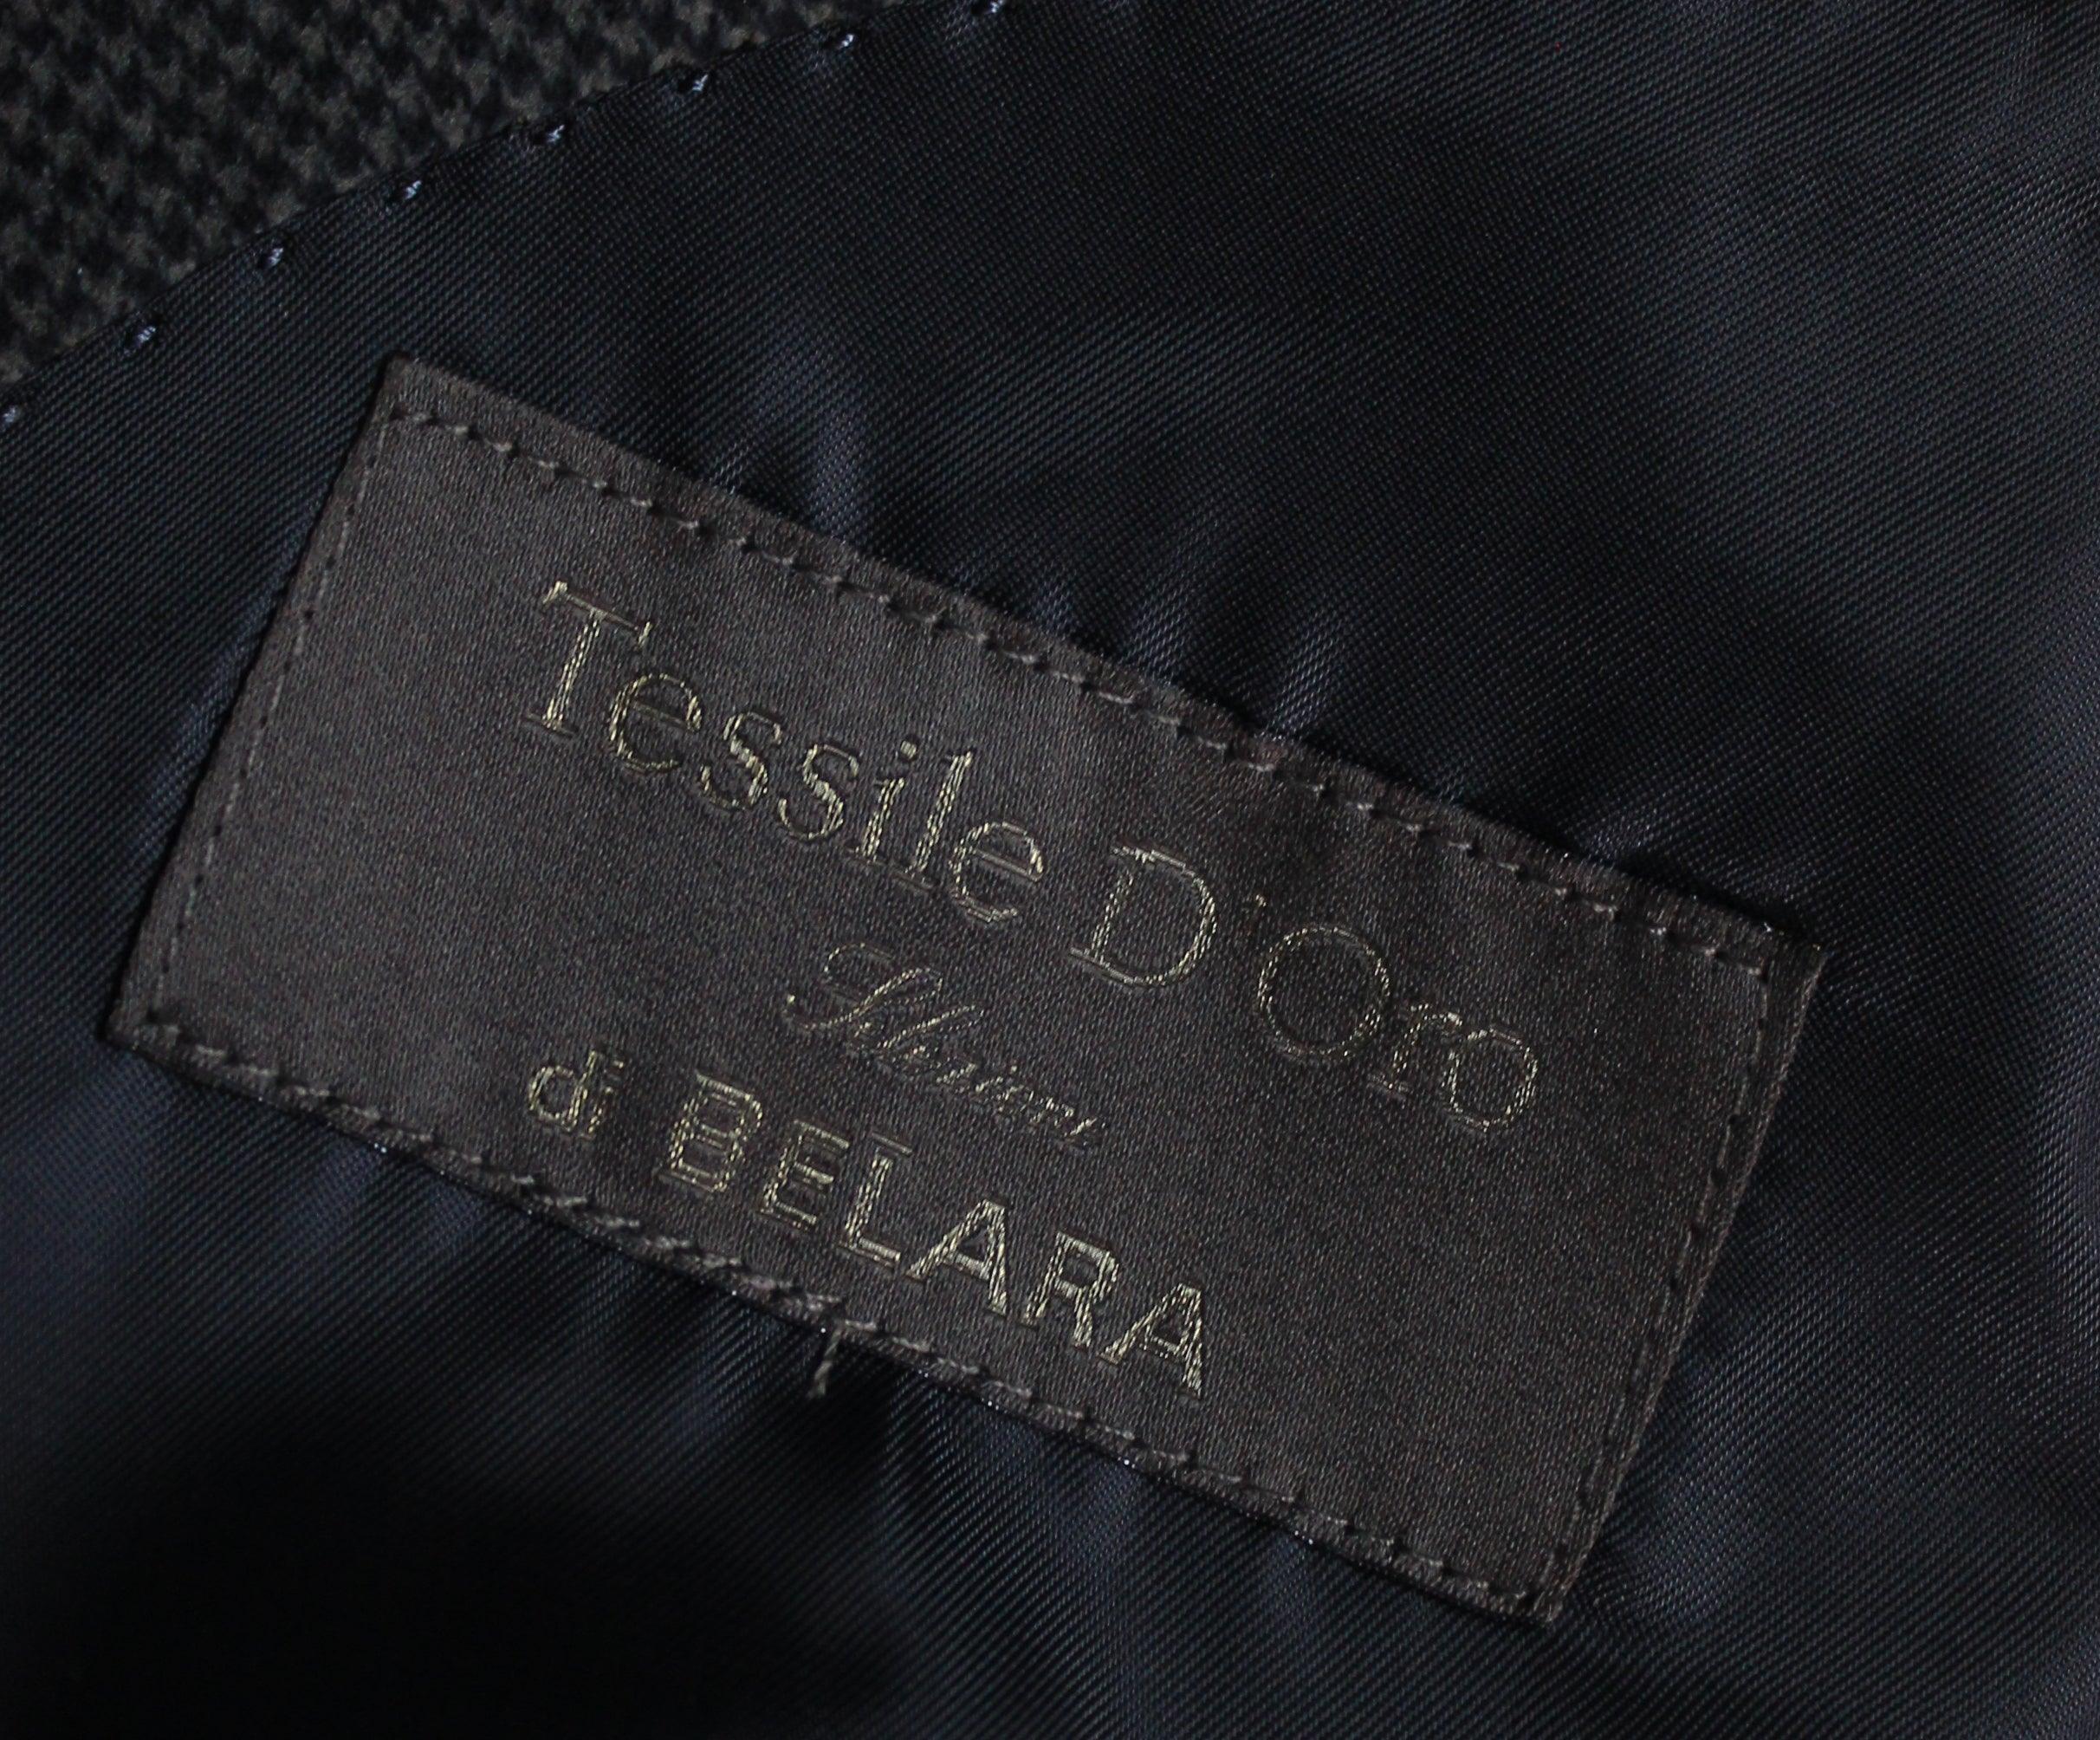 Tessile D'Oro
di BELARA